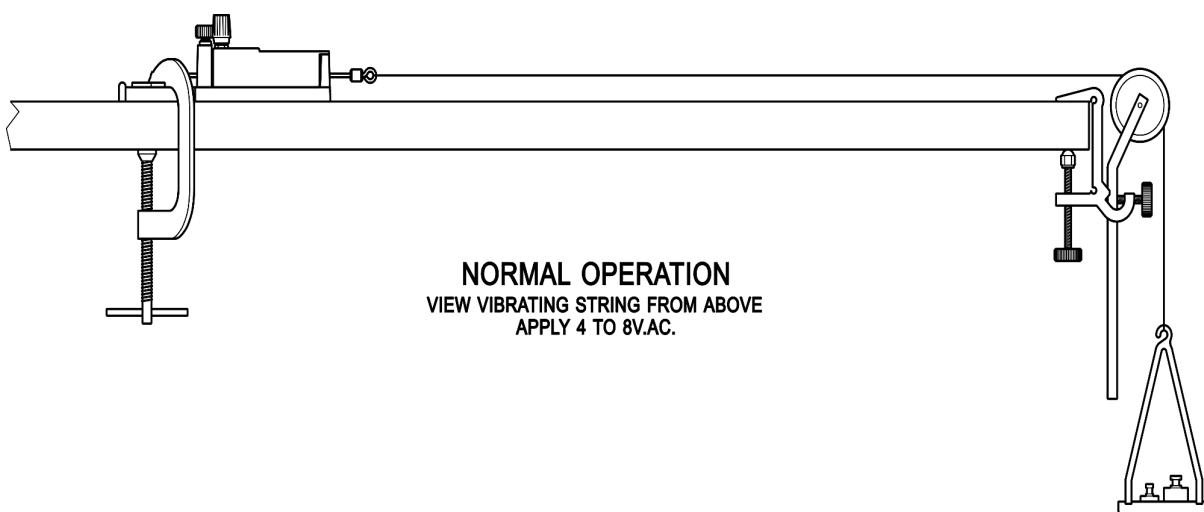 NORMAL OPERATION
VIEW VIBRATING STRING FROM ABOVE
APPLY 4 TO 8V.AC.